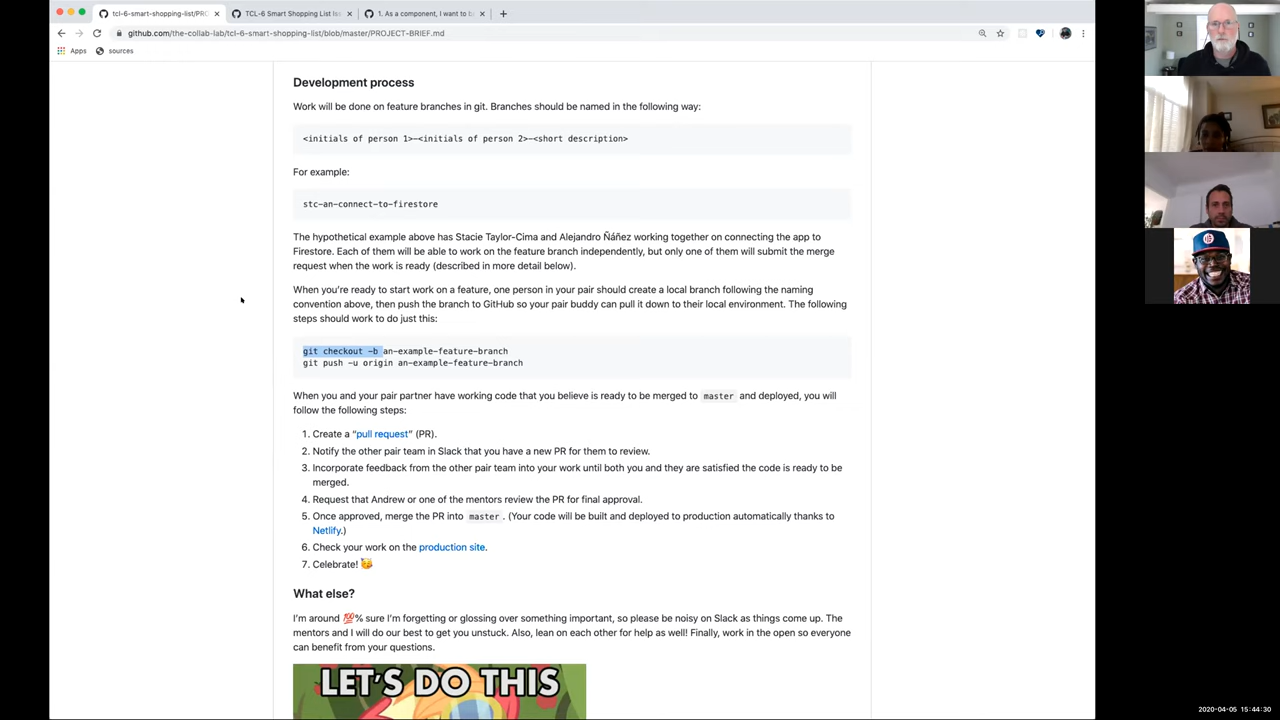 tcl-6-smart-shopping-list/PRO
TCL-6 Smart Shopping List Iss
1. As a component, I want to b
github.com/the-collab-lab/tcl-6-smart-shopping-list/blob/master/PROJECT-BRIEF.md
Apps
sources
Development process
Work will be done on feature branches in git. Branches should be named in the following way:
<initials of person 1>-<initials of person 2>-<short description>
For example:
stc-an-connect-to-firestore
The hypothetical example above has Stacie Taylor-Cima and Alejandro Ñáñez working together on connecting the app to
Firestore. Each of them will be able to work on the feature branch independently, but only one of them will submit the merge
request when the work is ready (described in more detail below).
When you're ready to start work on a feature, one person in your pair should create a local branch following the naming
convention above, then push the branch to GitHub so your pair buddy can pull it down to their local environment. The following
steps should work to do just this:
git checkout -b an-example-feature-branch
git push -u origin an-example-feature-branch
When you and your pair partner have working code that you believe is ready to be merged to master and deployed, you will
follow the following steps:
1. Create a “pull request” (PR).
2. Notify the other pair team in Slack that you have a new PR for them to review.
3. Incorporate feedback from the other pair team into your work until both you and they are satisfied the code is ready to be
merged.
4. Request that Andrew or one of the mentors review the PR for final approval.
5. Once approved, merge the PR into master. (Your code will be built and deployed to production automatically thanks to
Netlify.)
6. Check your work on the production site.
7. Celebrate! 🥳
What else?
I'm around 💯% sure I'm forgetting or glossing over something important, so please be noisy on Slack as things come up. The
mentors and I will do our best to get you unstuck. Also, lean on each other for help as well! Finally, work in the open so everyone
can benefit from your questions.
LET'S DO THIS
2020-04-05 15:44:30